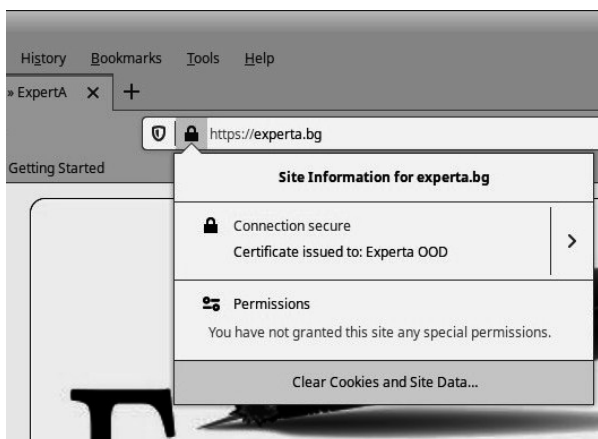 History Bookmarks Tools Help
» ExpertA
https://experta.bg
Getting Started
Site Information for experta.bg
Connection secure
Certificate issued to: Experta OOD
Permissions
You have not granted this site any special permissions.
Clear Cookies and Site Data...